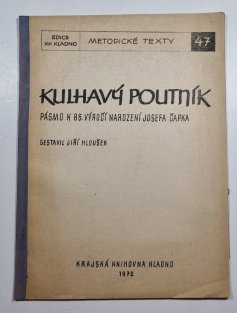 EDICE
KK KLADNO
METODICKÉ TEXTY
47
KULHAVÝ POUTNÍK
PÁSMO K 85. VÝROČÍ NAROZENÍ JOSEFA ČAPKA
SESTAVIL JIŘÍ HLOUŠEK
KRAJSKÁ KNIHOVNA KLADNO
1972